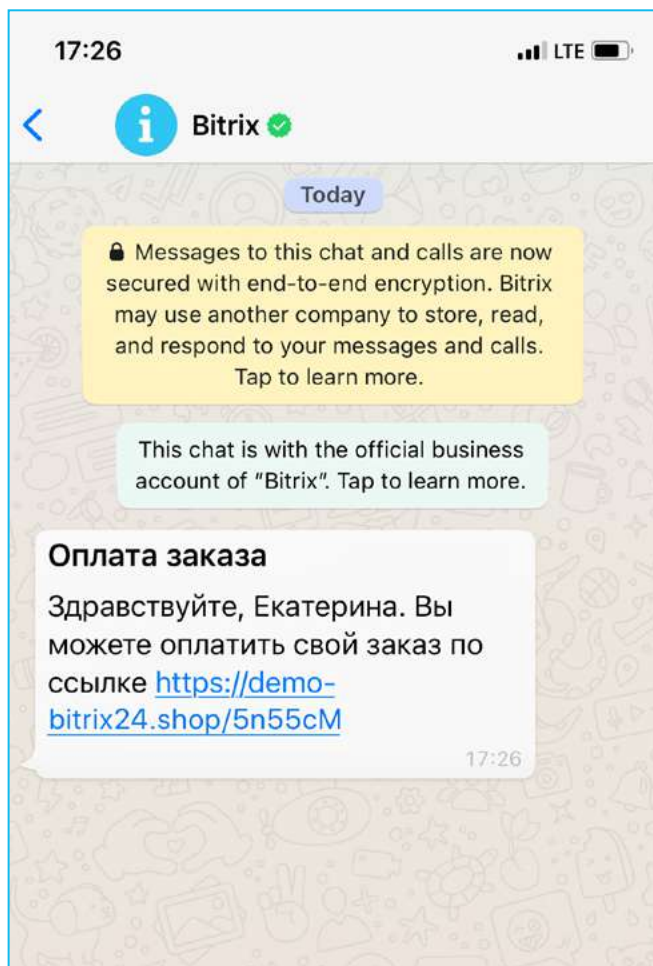 17:26 LTE
Bitrix
Today
Messages to this chat and calls are now
secured with end-to-end encryption. Bitrix
may use another company to store, read,
and respond to your messages and calls.
Tap to learn more.
This chat is with the official business
account of "Bitrix". Tap to learn more.
Оплата заказа
Здравствуйте, Екатерина. Вы
можете оплатить свой заказ по
ссылке https://demo-
bitrix24.shop/5n55cM
17:26